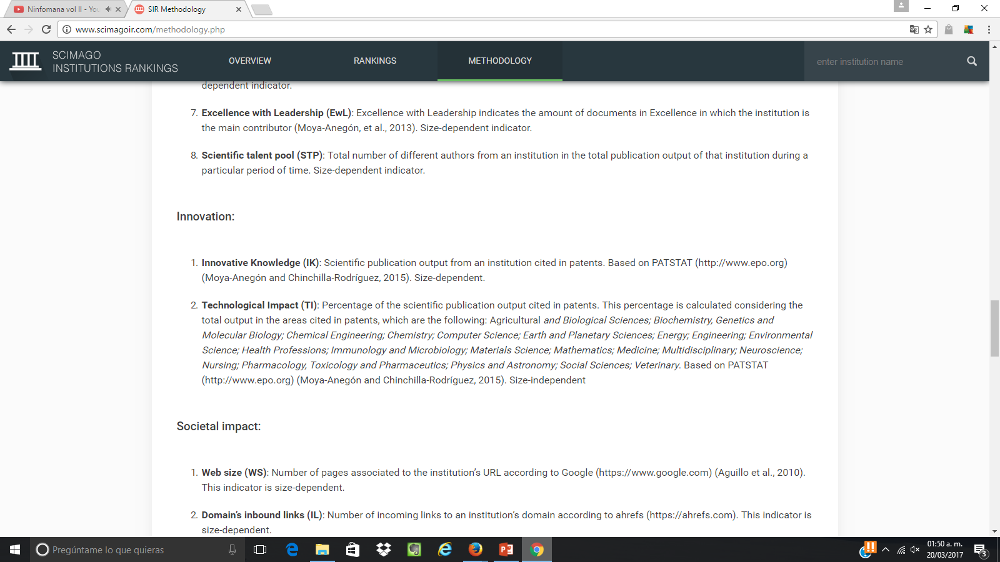 Ninfomana vol II - You
SIR Methodology
www.scimagoir.com/methodology.php
SCIMAGO
INSTITUTIONS RANKINGS
OVERVIEW
RANKINGS
METHODOLOGY
enter institution name
dependent indicator.
7. Excellence with Leadership (EwL): Excellence with Leadership indicates the amount of documents in Excellence in which the institution is
the main contributor (Moya-Anegón, et al., 2013). Size-dependent indicator.
8. Scientific talent pool (STP): Total number of different authors from an institution in the total publication output of that institution during a
particular period of time. Size-dependent indicator.
Innovation:
1. Innovative Knowledge (IK): Scientific publication output from an institution cited in patents. Based on PATSTAT (http://www.epo.org)
(Moya-Anegón and Chinchilla-Rodríguez, 2015). Size-dependent.
2. Technological Impact (TI): Percentage of the scientific publication output cited in patents. This percentage is calculated considering the
total output in the areas cited in patents, which are the following: Agricultural and Biological Sciences; Biochemistry, Genetics and
Molecular Biology; Chemical Engineering; Chemistry; Computer Science; Earth and Planetary Sciences; Energy; Engineering; Environmental
Science; Health Professions; Immunology and Microbiology; Materials Science; Mathematics; Medicine; Multidisciplinary; Neuroscience;
Nursing; Pharmacology, Toxicology and Pharmaceutics; Physics and Astronomy; Social Sciences; Veterinary. Based on PATSTAT
(http://www.epo.org) (Moya-Anegón and Chinchilla-Rodríguez, 2015). Size-independent
Societal impact:
1. Web size (WS): Number of pages associated to the institution's URL according to Google (https://www.google.com) (Aguillo et al., 2010).
This indicator is size-dependent.
2. Domain's inbound links (IL): Number of incoming links to an institution's domain according to ahrefs (https://ahrefs.com). This indicator is
size-dependent.
Pregúntame lo que quieras
01:50 a. m.
20/03/2017
3